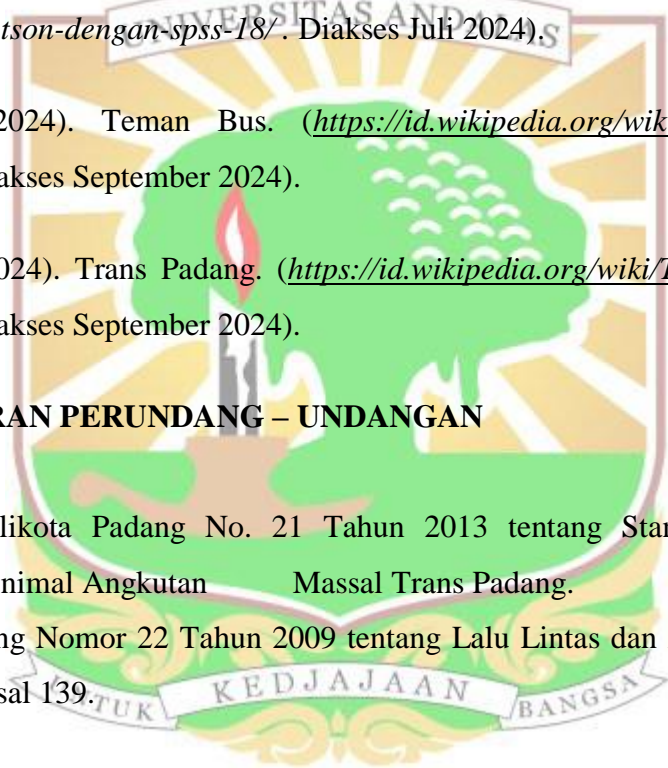 UNIVERSITAS ANDALAS
tson-dengan-spss-18/ . Diakses Juli 2024).
2024). Teman Bus. (https://id.wikipedia.org/wik
akses September 2024).
024). Trans Padang. (https://id.wikipedia.org/wiki/T
akses September 2024).
RAN PERUNDANG – UNDANGAN
likota Padang No. 21 Tahun 2013 tentang Stan
nimal Angkutan Massal Trans Padang.
ng Nomor 22 Tahun 2009 tentang Lalu Lintas dan
sal 139.
TUK KEDJAJAAN BANGSA